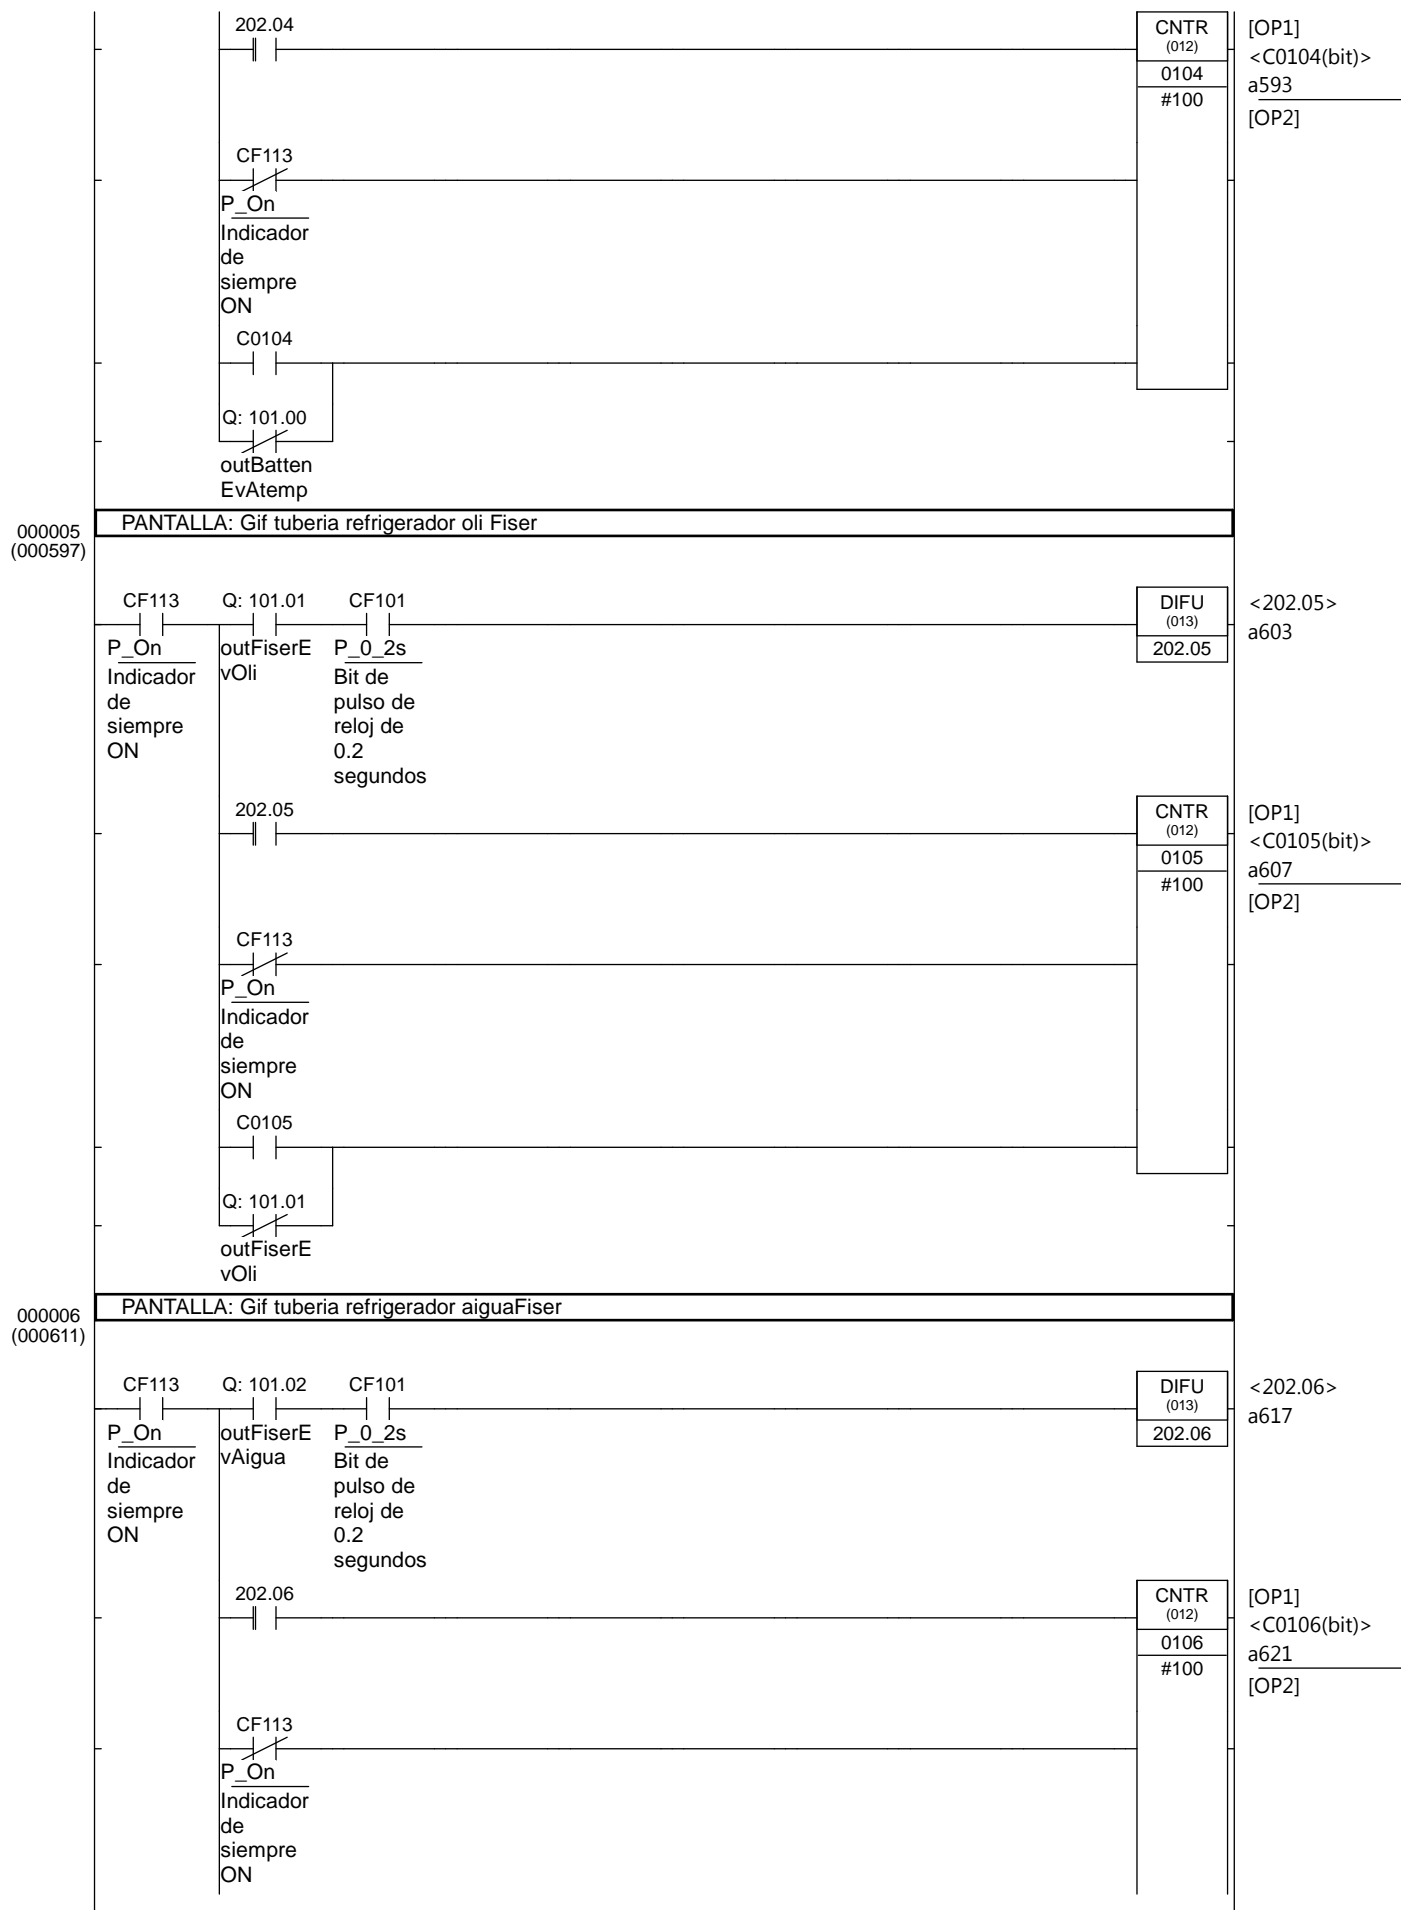 202.04
CNTR
(012)
0104
#100
[OP1]
<C0104(bit)>
a593
[OP2]
CF113
P_On
Indicador
de
siempre
ON
C0104
Q: 101.00
outBatten
EvAtemp
000005
(000597)
PANTALLA: Gif tuberia refrigerador oli Fiser
CF113
P_On
Indicador
de
siempre
ON
Q: 101.01
outFiserE
vOli
CF101
P_0_2s
Bit de
pulso de
reloj de
0.2
segundos
DIFU
(013)
202.05
<202.05>
a603
202.05
CNTR
(012)
0105
#100
[OP1]
<C0105(bit)>
a607
[OP2]
CF113
P_On
Indicador
de
siempre
ON
C0105
Q: 101.01
outFiserE
vOli
000006
(000611)
PANTALLA: Gif tuberia refrigerador aiguaFiser
CF113
P_On
Indicador
de
siempre
ON
Q: 101.02
outFiserE
vAigua
CF101
P_0_2s
Bit de
pulso de
reloj de
0.2
segundos
DIFU
(013)
202.06
<202.06>
a617
202.06
CNTR
(012)
0106
#100
[OP1]
<C0106(bit)>
a621
[OP2]
CF113
P_On
Indicador
de
siempre
ON